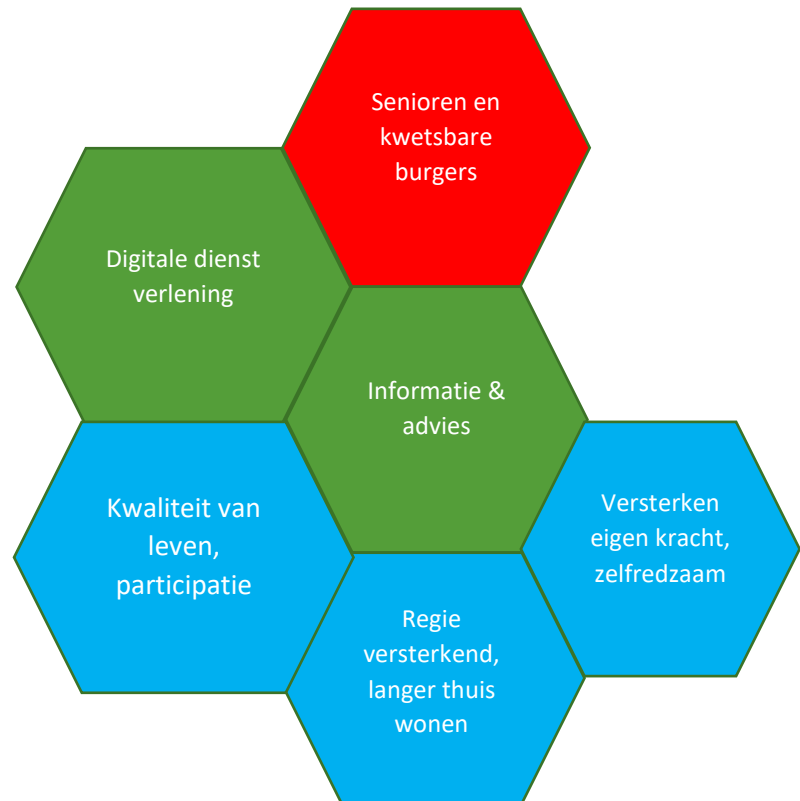 Senioren en
kwetsbare
burgers
Digitale dienst
verlening
Informatie &
advies
Kwaliteit van
leven,
participatie
Versterken
eigen kracht,
zelfredzaam
Regie
versterkend,
langer thuis
wonen